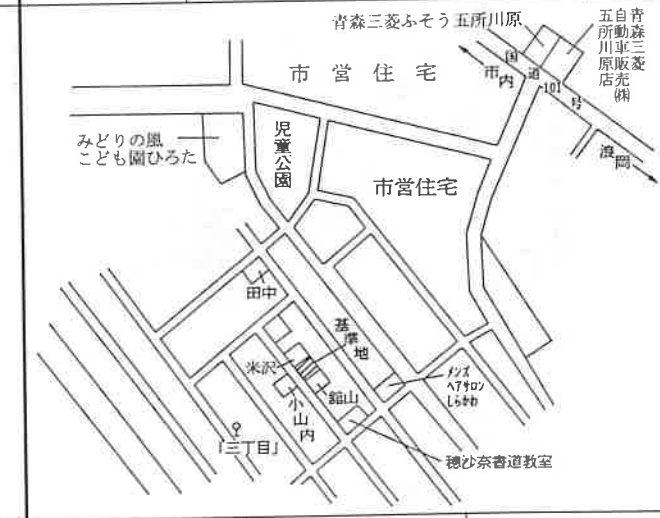 青森三菱ふそう五所川原
青森三菱
自動車販売㈱
五所川原店
市営住宅
市内
国道101号
浪岡
みどりの風
こども園ひろた
児童公園
市営住宅
田中
基準地
米沢
舘山
小山内
メンズ
ヘアサロン
しらかわ
「三丁目」
穂沙奈書道教室